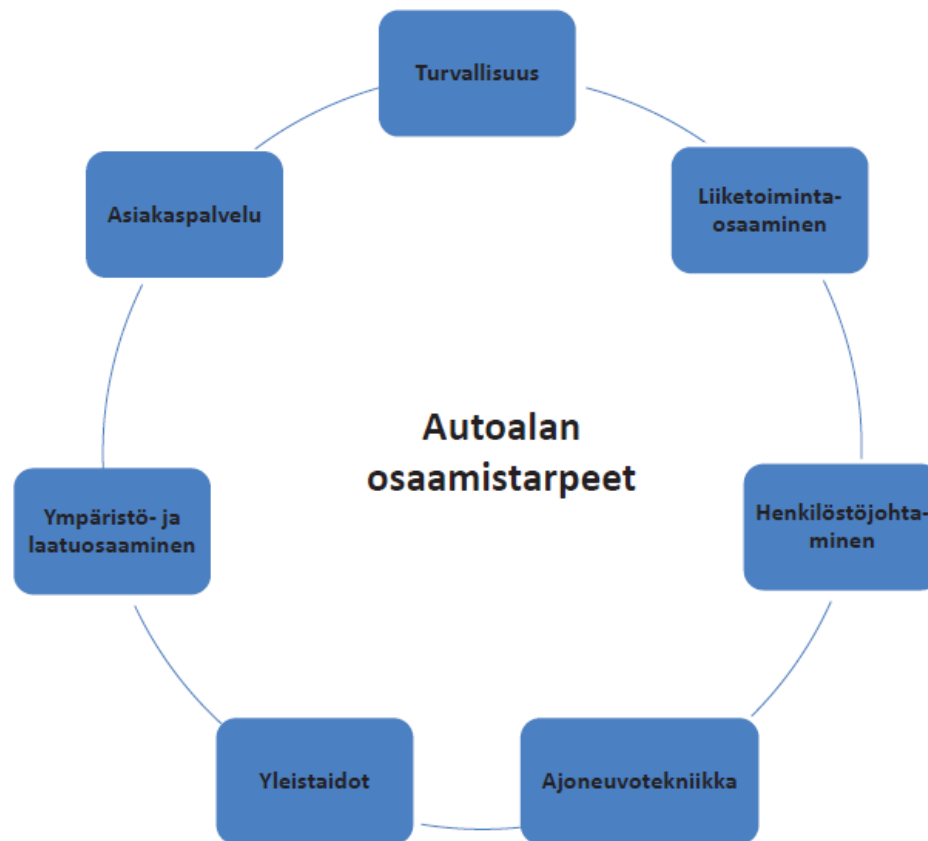 Turvallisuus
Liiketoiminta-
osaaminen
Henkilöstöjohta-
minen
Ajoneuvotekniikka
Yleistaidot
Ympäristö- ja
laatuosaaminen
Asiakaspalvelu
Autoalan
osaamistarpeet